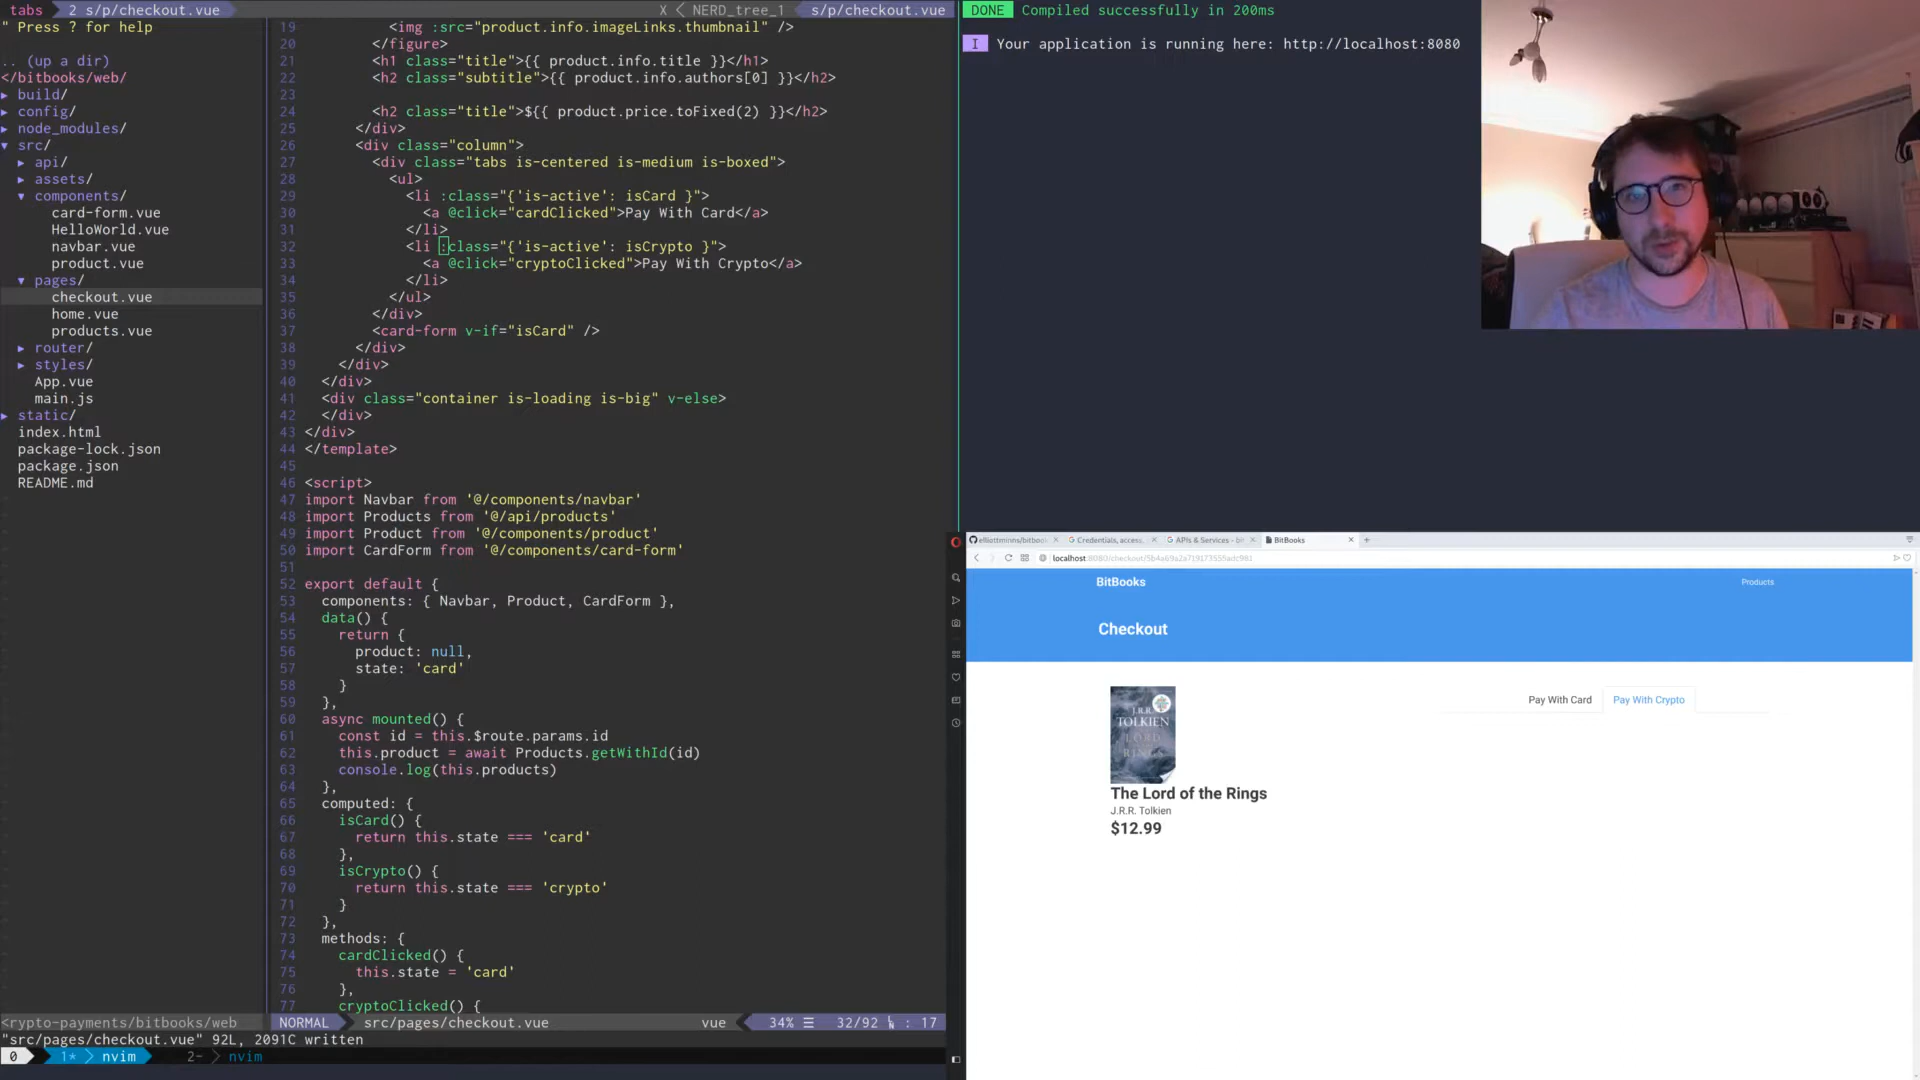 tabs 2 s/p/checkout.vue X NERD_tree_1 s/p/checkout.vue
" Press ? for help
.. (up a dir)
</bitbooks/web/
▸ build/
▸ config/
▸ node_modules/
▾ src/
▸ api/
▸ assets/
▾ components/
card-form.vue
HelloWorld.vue
navbar.vue
product.vue
▾ pages/
checkout.vue
home.vue
products.vue
▸ router/
▸ styles/
App.vue
main.js
▸ static/
index.html
package-lock.json
package.json
README.md
<rypto-payments/bitbooks/web
19 <img :src="product.info.imageLinks.thumbnail" />
20 </figure>
21 <h1 class="title">{{ product.info.title }}</h1>
22 <h2 class="subtitle">{{ product.info.authors[0] }}</h2>
23
24 <h2 class="title">${{ product.price.toFixed(2) }}</h2>
25 </div>
26 <div class="column">
27 <div class="tabs is-centered is-medium is-boxed">
28 <ul>
29 <li :class="{'is-active': isCard }">
30 <a @click="cardClicked">Pay With Card</a>
31 </li>
32 <li :class="{'is-active': isCrypto }">
33 <a @click="cryptoClicked">Pay With Crypto</a>
34 </li>
35 </ul>
36 </div>
37 <card-form v-if="isCard" />
38 </div>
39 </div>
40 </div>
41 <div class="container is-loading is-big" v-else>
42 </div>
43 </div>
44 </template>
45
46 <script>
47 import Navbar from '@/components/navbar'
48 import Products from '@/api/products'
49 import Product from '@/components/product'
50 import CardForm from '@/components/card-form'
51
52 export default {
53 components: { Navbar, Product, CardForm },
54 data() {
55 return {
56 product: null,
57 state: 'card'
58 }
59 },
60 async mounted() {
61 const id = this.$route.params.id
62 this.product = await Products.getWithId(id)
63 console.log(this.products)
64 },
65 computed: {
66 isCard() {
67 return this.state === 'card'
68 },
69 isCrypto() {
70 return this.state === 'crypto'
71 }
72 },
73 methods: {
74 cardClicked() {
75 this.state = 'card'
76 },
77 cryptoClicked() {
NORMAL src/pages/checkout.vue vue 34% ☰ 32/92 : 17
"src/pages/checkout.vue" 92L, 2091C written
0 1* nvim 2- nvim
DONE Compiled successfully in 200ms
I Your application is running here: http://localhost:8080
elliottminns/bitbook Credentials, access, APIs & Services - bi BitBooks
localhost:8080/checkout/
BitBooks Products
Checkout
Pay With Card Pay With Crypto
J.R.R.
TOLKIEN
LORD
RINGS
The Lord of the Rings
J.R.R. Tolkien
$12.99